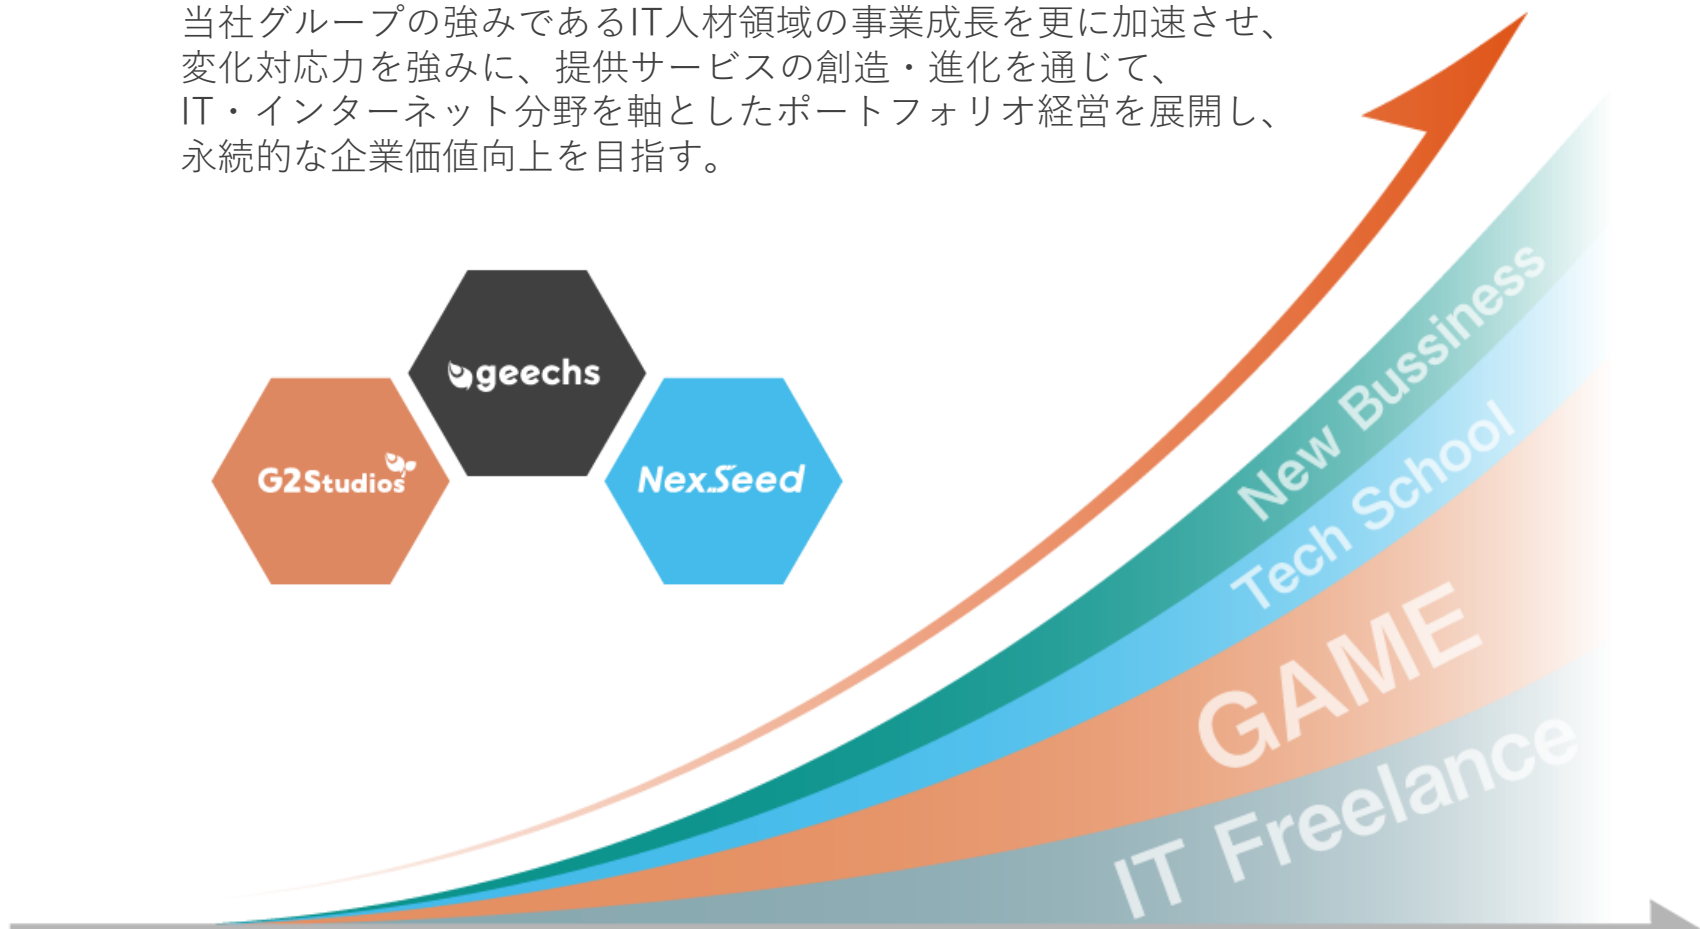 当社グループの強みであるIT人材領域の事業成長を更に加速させ、
変化対応力を強みに、提供サービスの創造・進化を通じて、
IT・インターネット分野を軸としたポートフォリオ経営を展開し、
永続的な企業価値向上を目指す。
geechs
G2Studios
NexSeed
New Bussiness
Tech School
GAME
IT Freelance